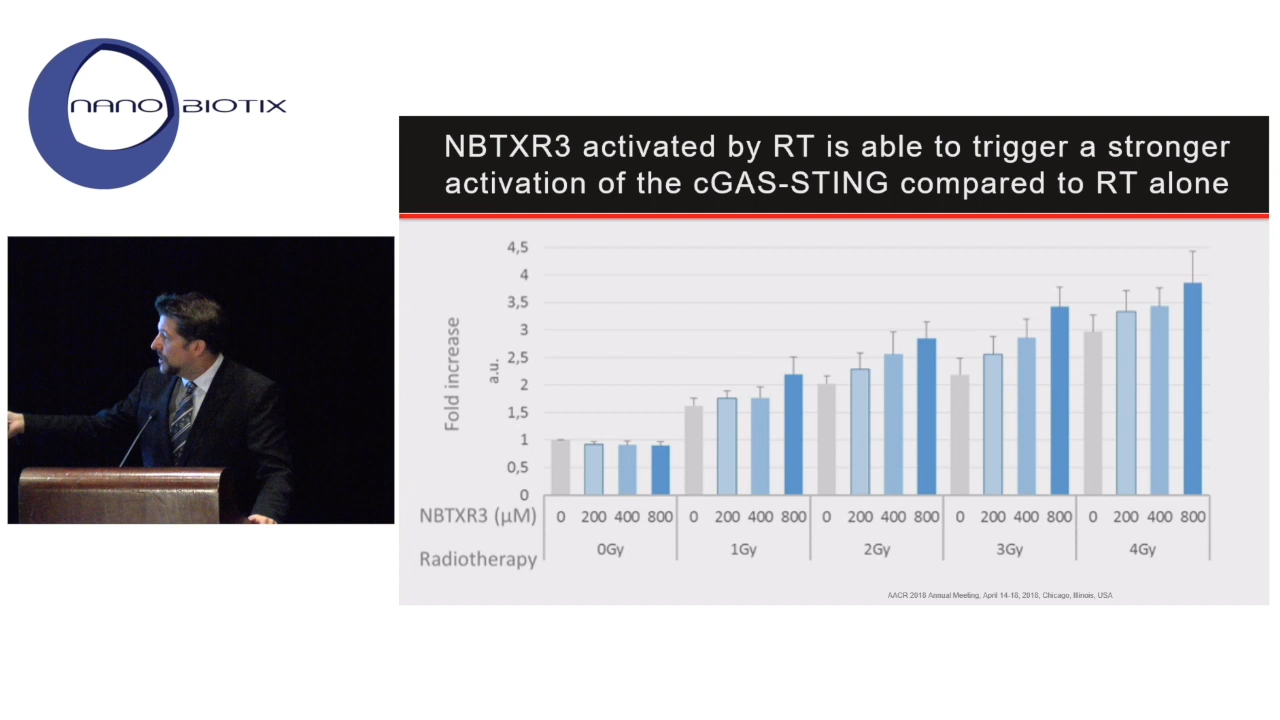 NANOBIOTIX
NBTXR3 activated by RT is able to trigger a stronger
activation of the cGAS-STING compared to RT alone
Fold increase
a.u.
4,5
4
3,5
3
2,5
2
1,5
1
0,5
0
NBTXR3 (μM) 0 200 400 800 0 200 400 800 0 200 400 800 0 200 400 800 0 200 400 800
Radiotherapy 0Gy 1Gy 2Gy 3Gy 4Gy
AACR 2018 Annual Meeting, April 14-18, 2018, Chicago, Illinois, USA